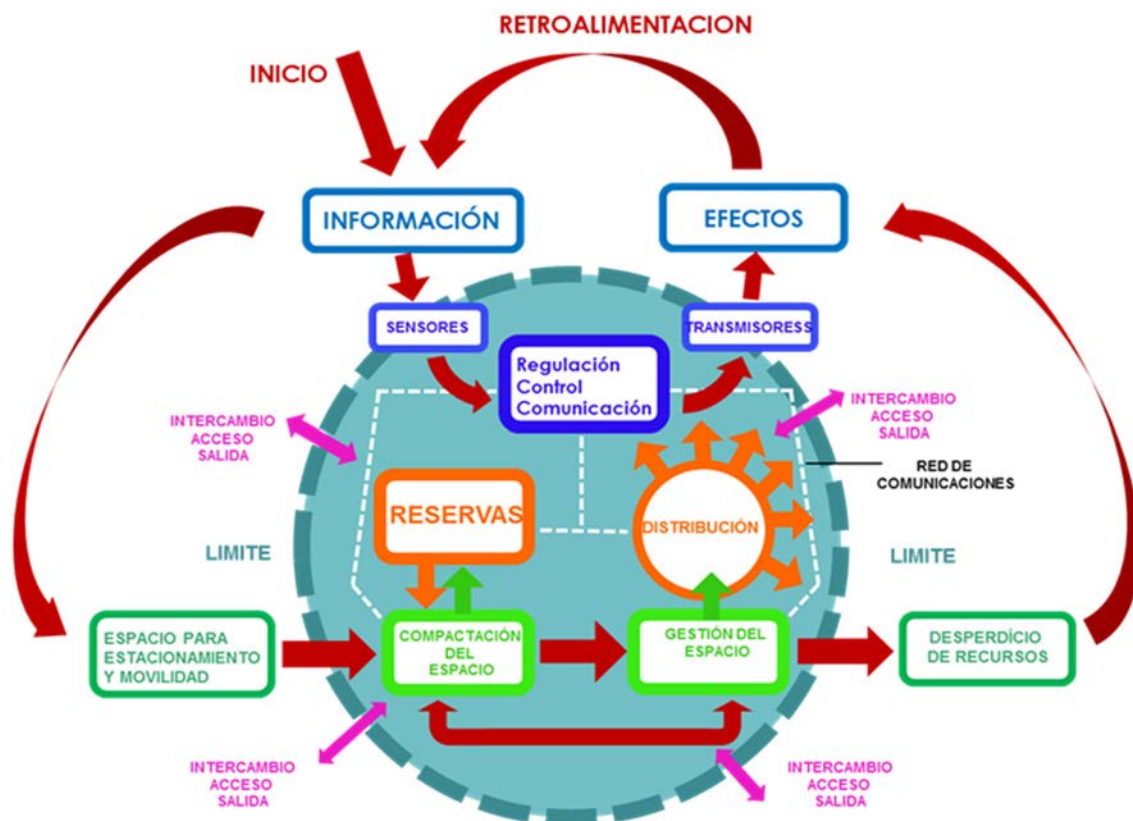 RETROALIMENTACION
INICIO
INFORMACIÓN
EFECTOS
SENSORES
TRANSMISORESS
Regulación
Control
Comunicación
INTERCAMBIO
ACCESO
SALIDA
INTERCAMBIO
ACCESO
SALIDA
RED DE
COMUNICACIONES
RESERVAS
DISTRIBUCIÓN
LIMITE
LIMITE
ESPACIO PARA
ESTACIONAMIENTO
Y MOVILIDAD
COMPACTACIÓN
DEL
ESPACIO
GESTIÓN DEL
ESPACIO
DESPERDÍCIO
DE RECURSOS
INTERCAMBIO
ACCESO
SALIDA
INTERCAMBIO
ACCESO
SALIDA